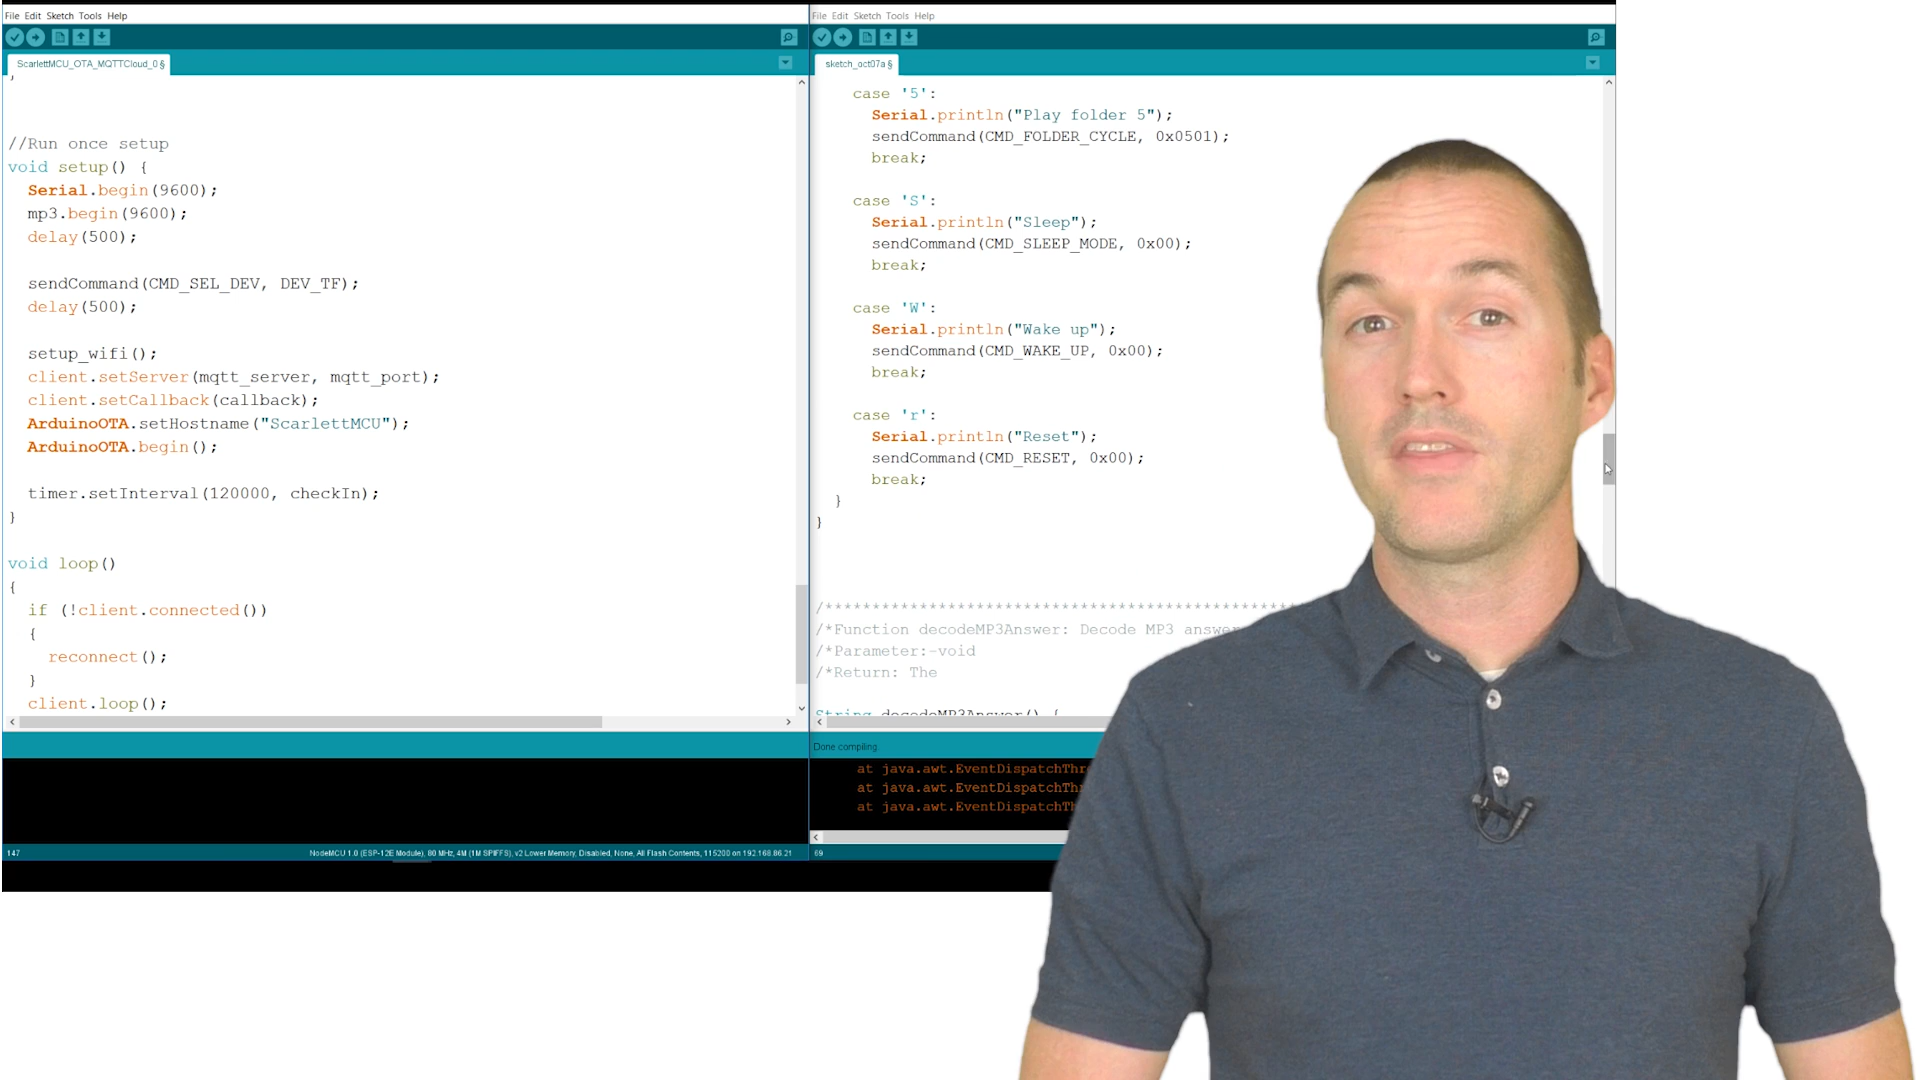 File Edit Sketch Tools Help
ScarlettMCU_OTA_MQTTCloud_0 §
}
//Run once setup
void setup() {
Serial.begin(9600);
mp3.begin(9600);
delay(500);
sendCommand(CMD_SEL_DEV, DEV_TF);
delay(500);
setup_wifi();
client.setServer(mqtt_server, mqtt_port);
client.setCallback(callback);
ArduinoOTA.setHostname("ScarlettMCU");
ArduinoOTA.begin();
timer.setInterval(120000, checkIn);
}
void loop()
{
if (!client.connected())
{
reconnect();
}
client.loop();
147
NodeMCU 1.0 (ESP-12E Module), 80 MHz, 4M (1M SPIFFS), v2 Lower Memory, Disabled, None, All Flash Contents, 115200 on 192.168.86.21
File Edit Sketch Tools Help
sketch_oct07a §
case '5':
Serial.println("Play folder 5");
sendCommand(CMD_FOLDER_CYCLE, 0x0501);
break;
case 'S':
Serial.println("Sleep");
sendCommand(CMD_SLEEP_MODE, 0x00);
break;
case 'W':
Serial.println("Wake up");
sendCommand(CMD_WAKE_UP, 0x00);
break;
case 'r':
Serial.println("Reset");
sendCommand(CMD_RESET, 0x00);
break;
}
}
/****************************************************
/*Function decodeMP3Answer: Decode MP3 answer
/*Parameter:-void
/*Return: The
String decodeMP3Answer() {
Done compiling
at java.awt.EventDispatchThr
at java.awt.EventDispatchThr
at java.awt.EventDispatchTh
69